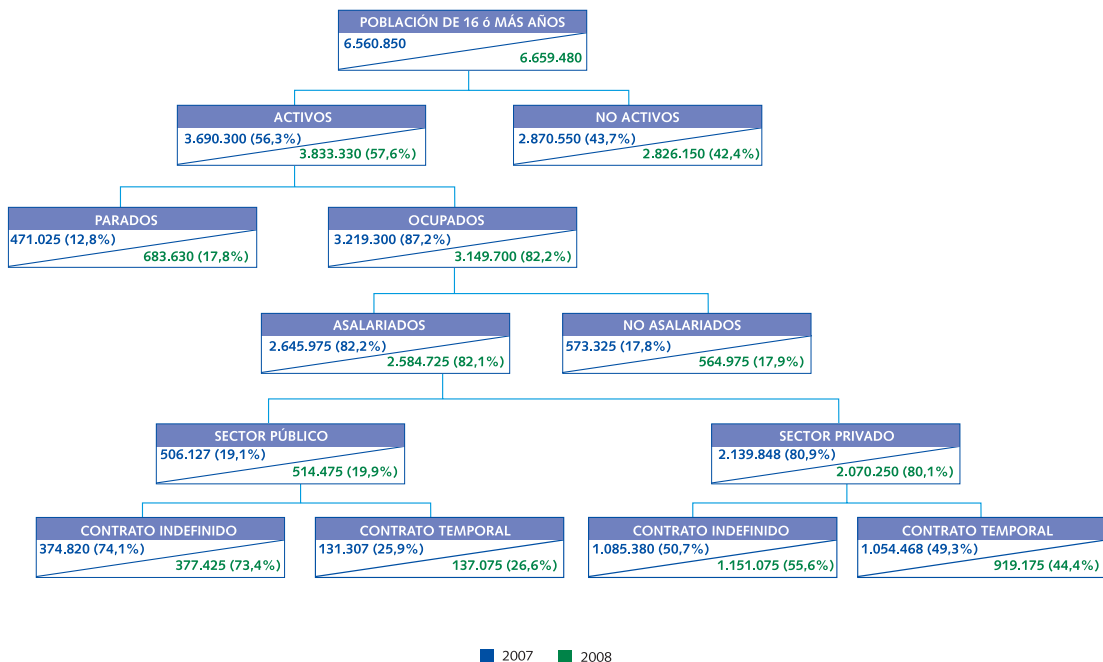 POBLACIÓN DE 16 ó MÁS AÑOS
6.560.850
6.659.480
ACTIVOS
3.690.300 (56,3%)
3.833.330 (57,6%)
NO ACTIVOS
2.870.550 (43,7%)
2.826.150 (42,4%)
PARADOS
471.025 (12,8%)
683.630 (17,8%)
OCUPADOS
3.219.300 (87,2%)
3.149.700 (82,2%)
ASALARIADOS
2.645.975 (82,2%)
2.584.725 (82,1%)
NO ASALARIADOS
573.325 (17,8%)
564.975 (17,9%)
SECTOR PÚBLICO
506.127 (19,1%)
514.475 (19,9%)
SECTOR PRIVADO
2.139.848 (80,9%)
2.070.250 (80,1%)
CONTRATO INDEFINIDO
374.820 (74,1%)
377.425 (73,4%)
CONTRATO TEMPORAL
131.307 (25,9%)
137.075 (26,6%)
CONTRATO INDEFINIDO
1.085.380 (50,7%)
1.151.075 (55,6%)
CONTRATO TEMPORAL
1.054.468 (49,3%)
919.175 (44,4%)
2007 2008